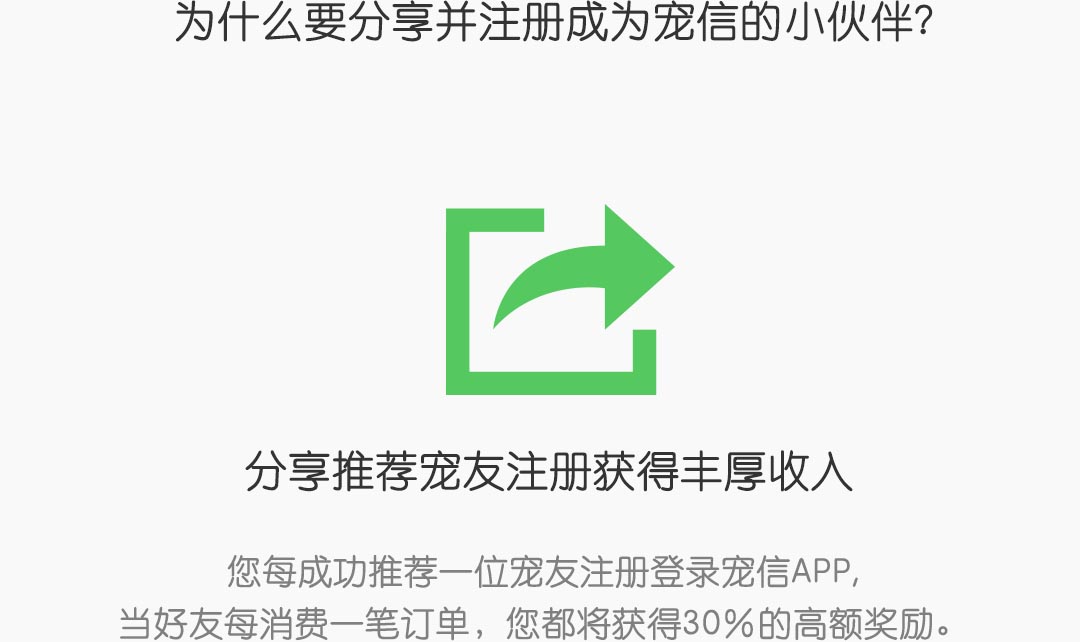 为什么要分享并注册成为宠信的小伙伴?
分享推荐宠友注册获得丰厚收入
您每成功推荐一位宠友注册登录宠信APP,
当好友每消费一笔订单，您都将获得30%的高额奖励。